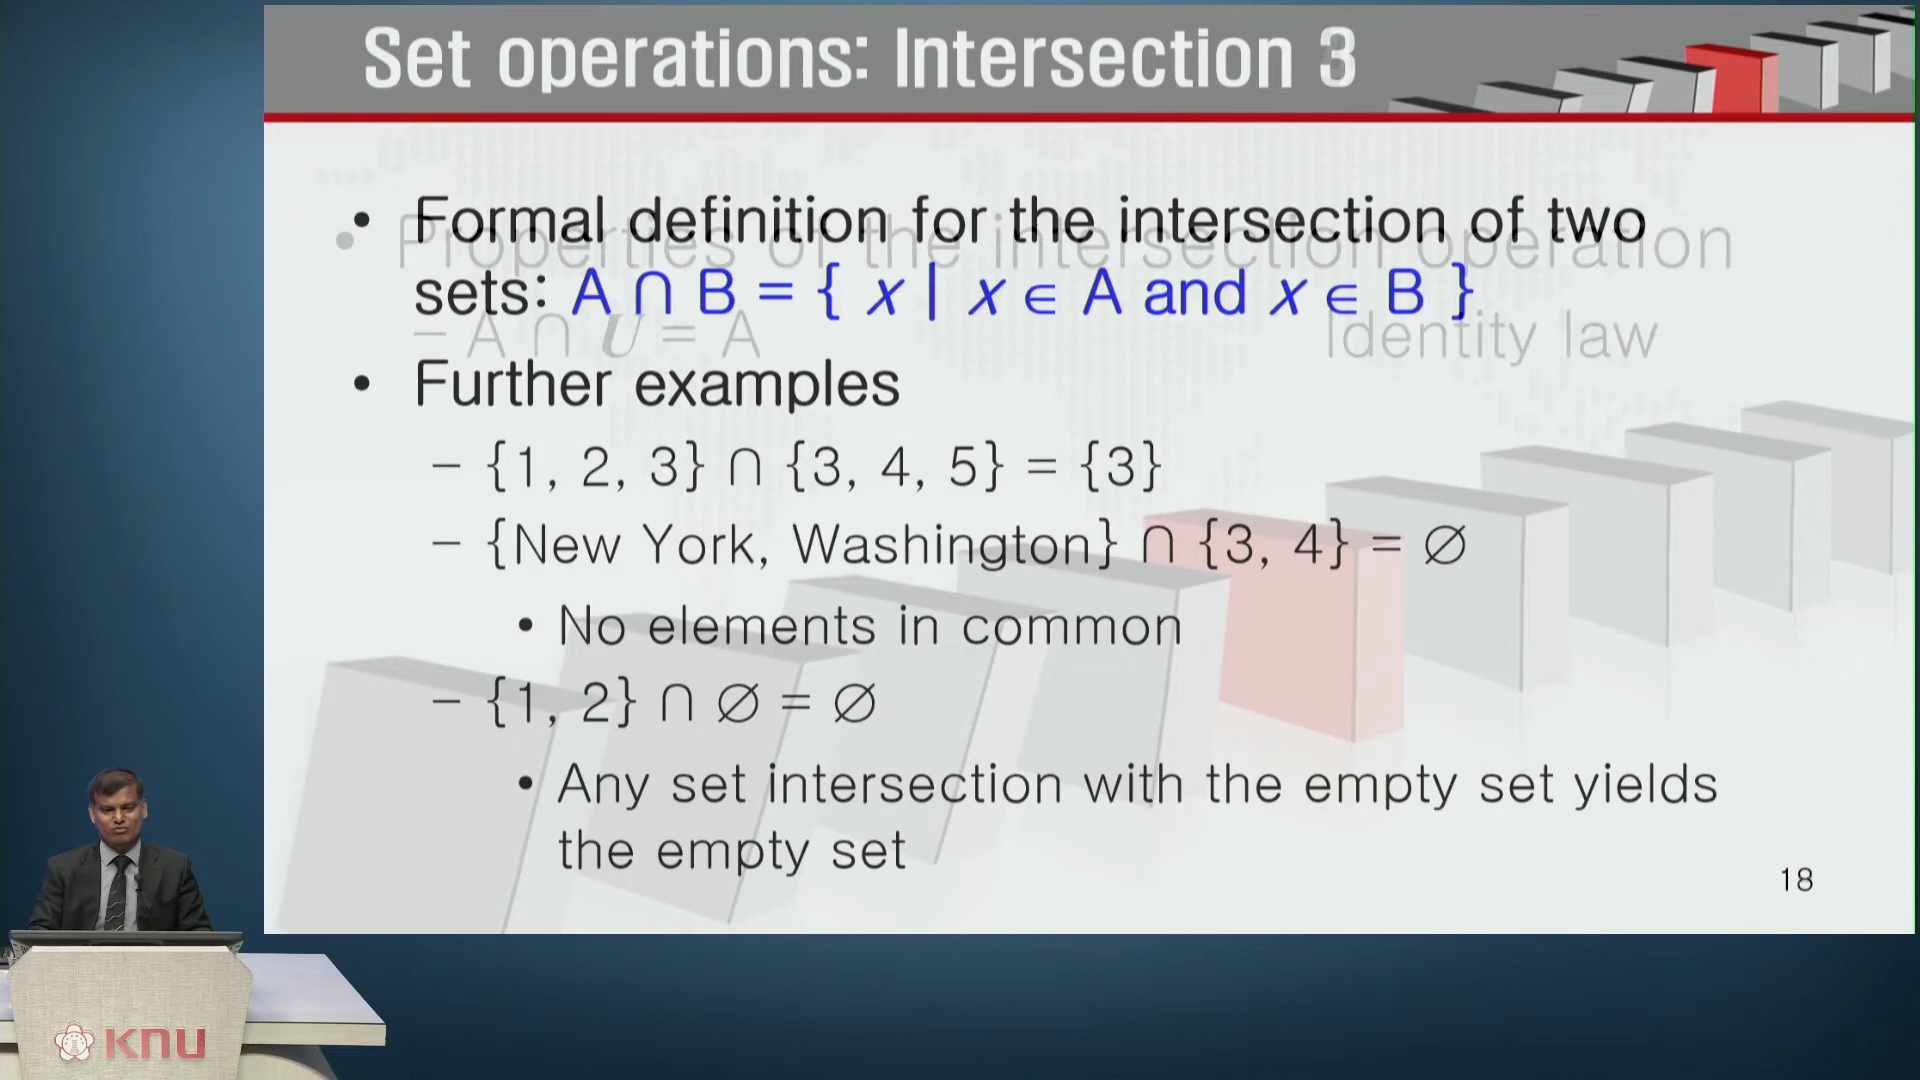 Set operations: Intersection 3
• Formal definition for the intersection of two
sets: A ∩ B = { x | x ∈ A and x ∈ B }
• Properties of the intersection operation
– A ∩ U = A Identity law
• Further examples
– {1, 2, 3} ∩ {3, 4, 5} = {3}
– {New York, Washington} ∩ {3, 4} = ∅
• No elements in common
– {1, 2} ∩ ∅ = ∅
• Any set intersection with the empty set yields
the empty set
18
KNU